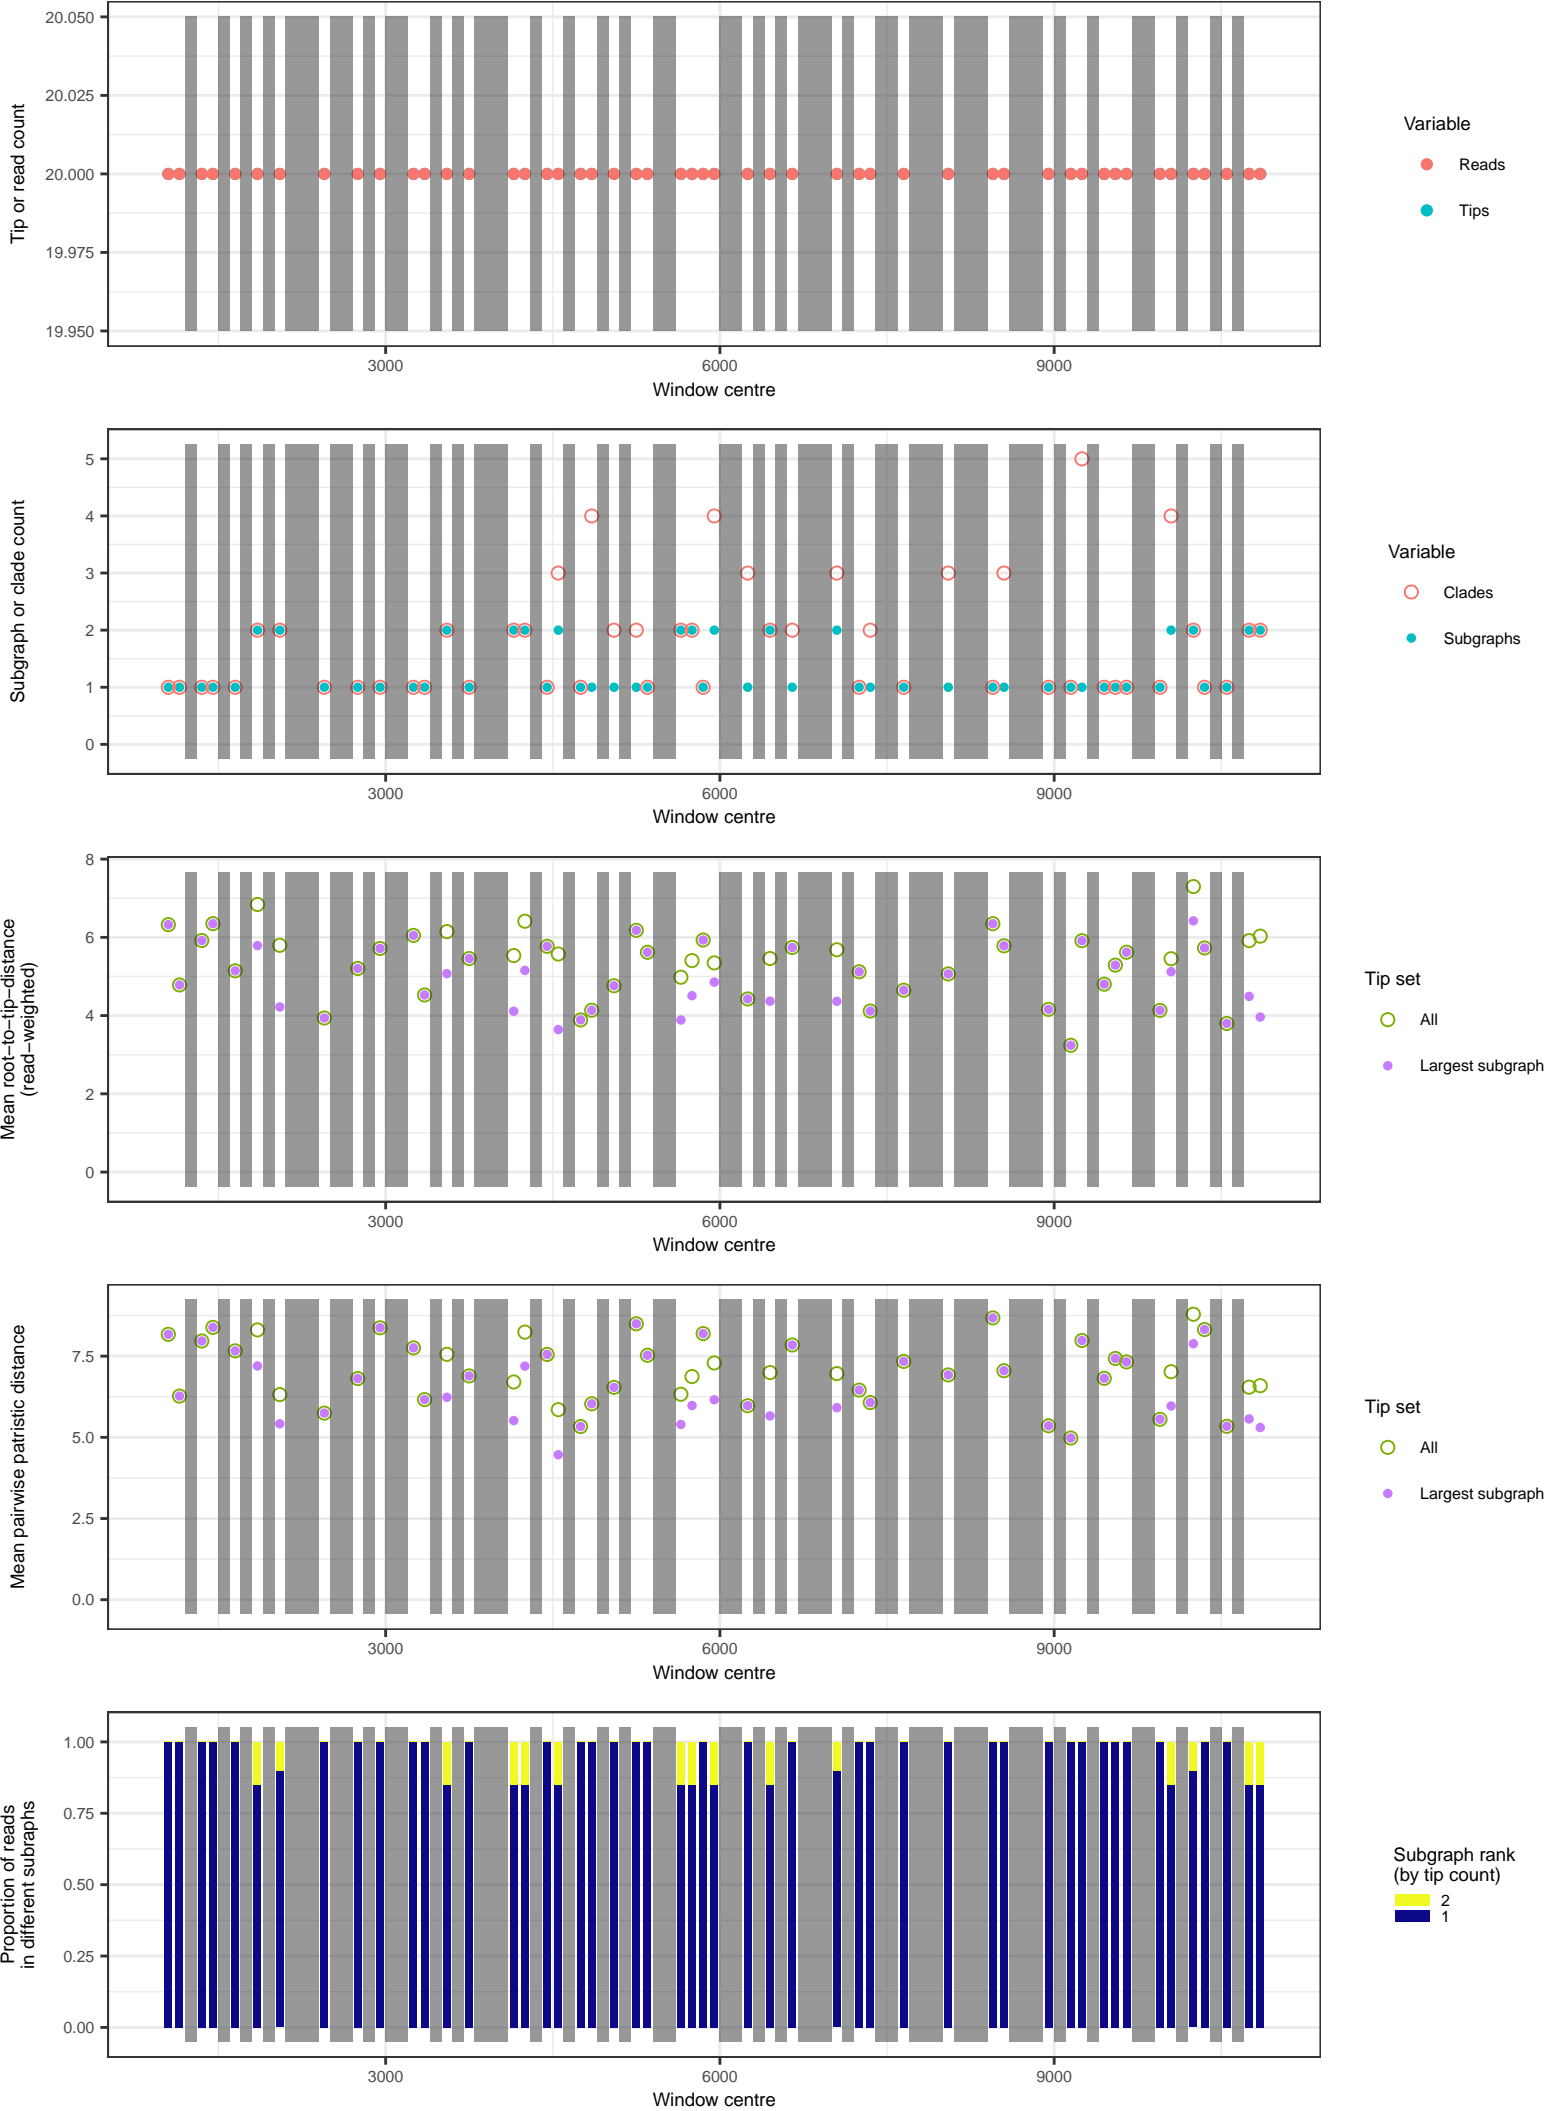 20.050
20.025
20.000
19.975
19.950
Tip or read count
3000
6000
9000
Window centre
Variable
Reads
Tips
5
4
3
2
1
0
Subgraph or clade count
3000
6000
9000
Window centre
Variable
Clades
Subgraphs
8
6
4
2
0
Mean root−to−tip−distance
(read−weighted)
3000
6000
9000
Window centre
Tip set
All
Largest subgraph
7.5
5.0
2.5
0.0
Mean pairwise patristic distance
3000
6000
9000
Window centre
Tip set
All
Largest subgraph
1.00
0.75
0.50
0.25
0.00
Proportion of reads
in different subraphs
3000
6000
9000
Window centre
Subgraph rank
(by tip count)
2
1